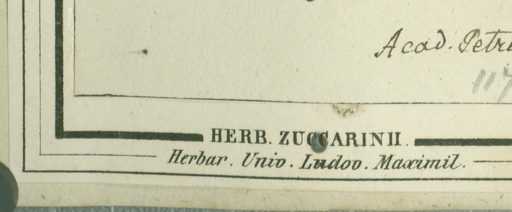 Acad. Petr
117
HERB. ZUCCARINII.
Herbar. Univ. Ludov. Maximil.